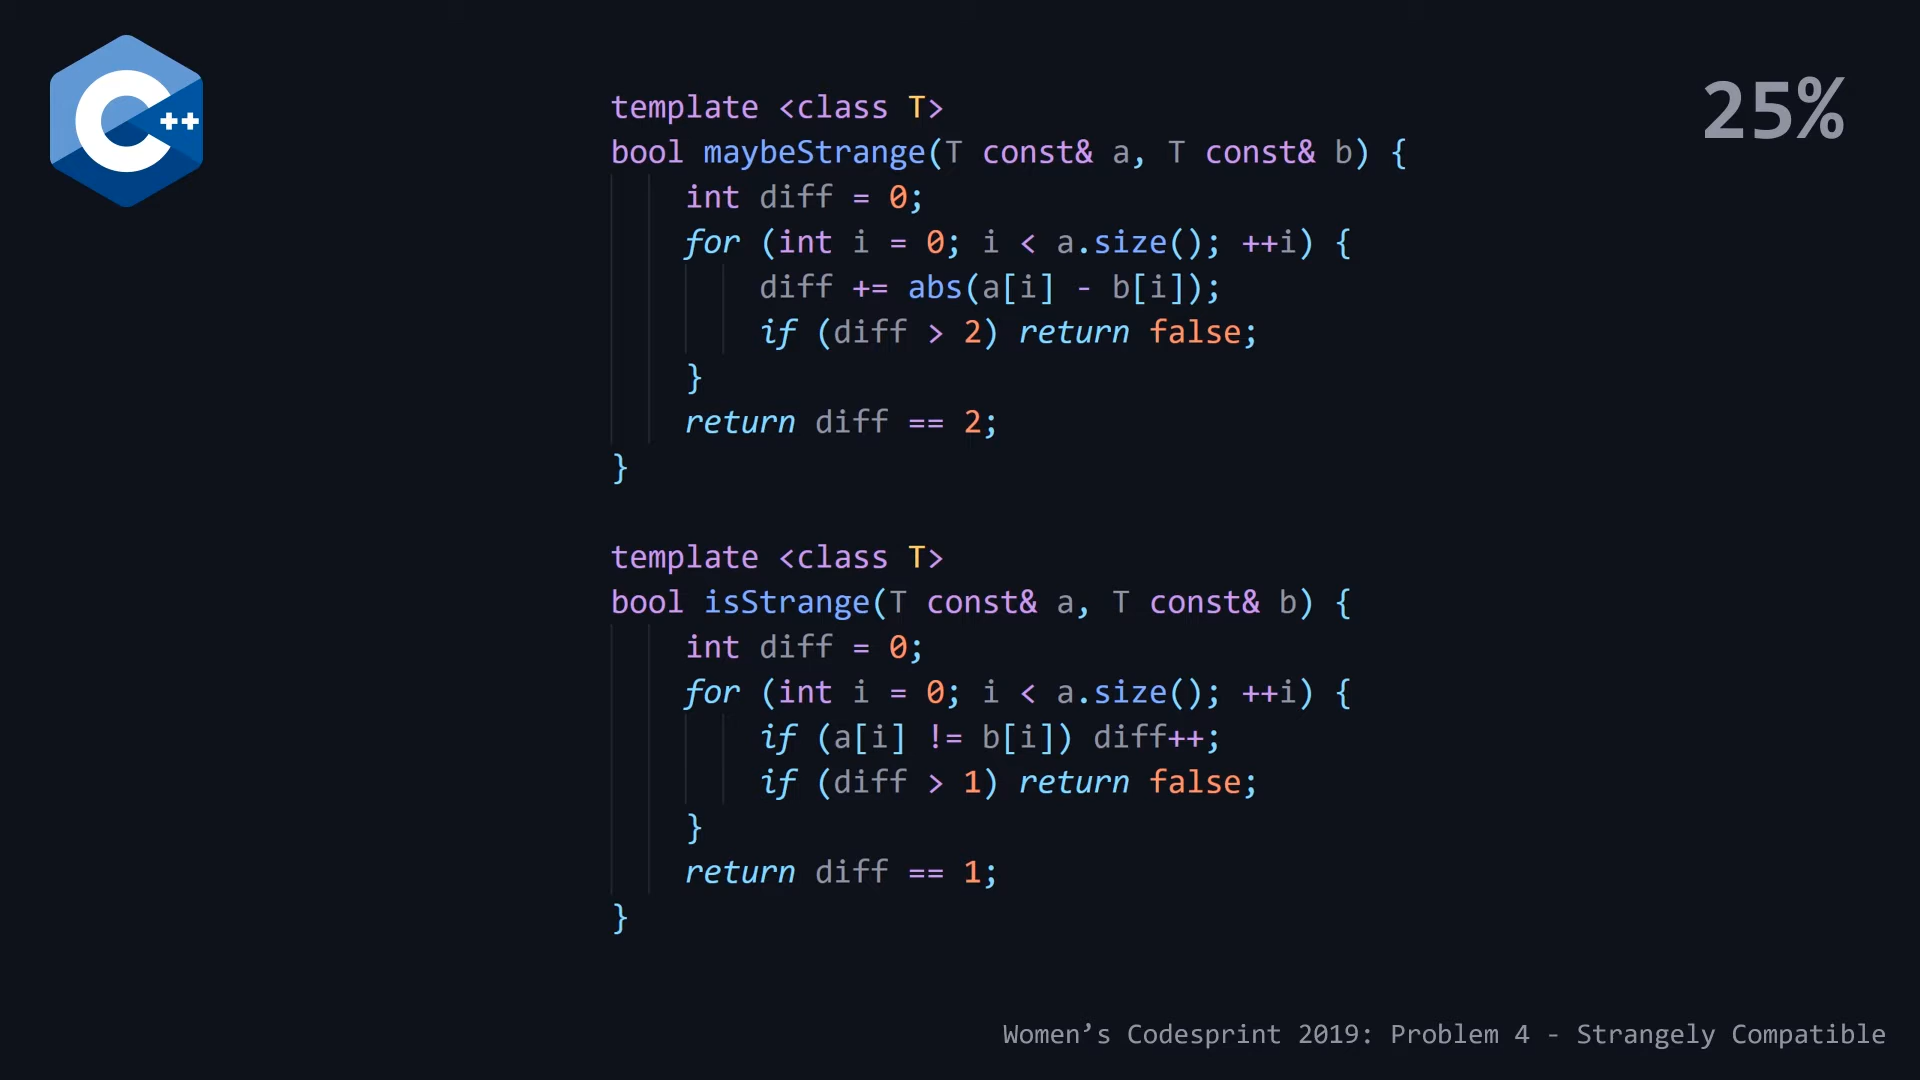 C++
25%
template <class T>
bool maybeStrange(T const& a, T const& b) {
    int diff = 0;
    for (int i = 0; i < a.size(); ++i) {
        diff += abs(a[i] - b[i]);
        if (diff > 2) return false;
    }
    return diff == 2;
}
template <class T>
bool isStrange(T const& a, T const& b) {
    int diff = 0;
    for (int i = 0; i < a.size(); ++i) {
        if (a[i] != b[i]) diff++;
        if (diff > 1) return false;
    }
    return diff == 1;
}
Women’s Codesprint 2019: Problem 4 - Strangely Compatible